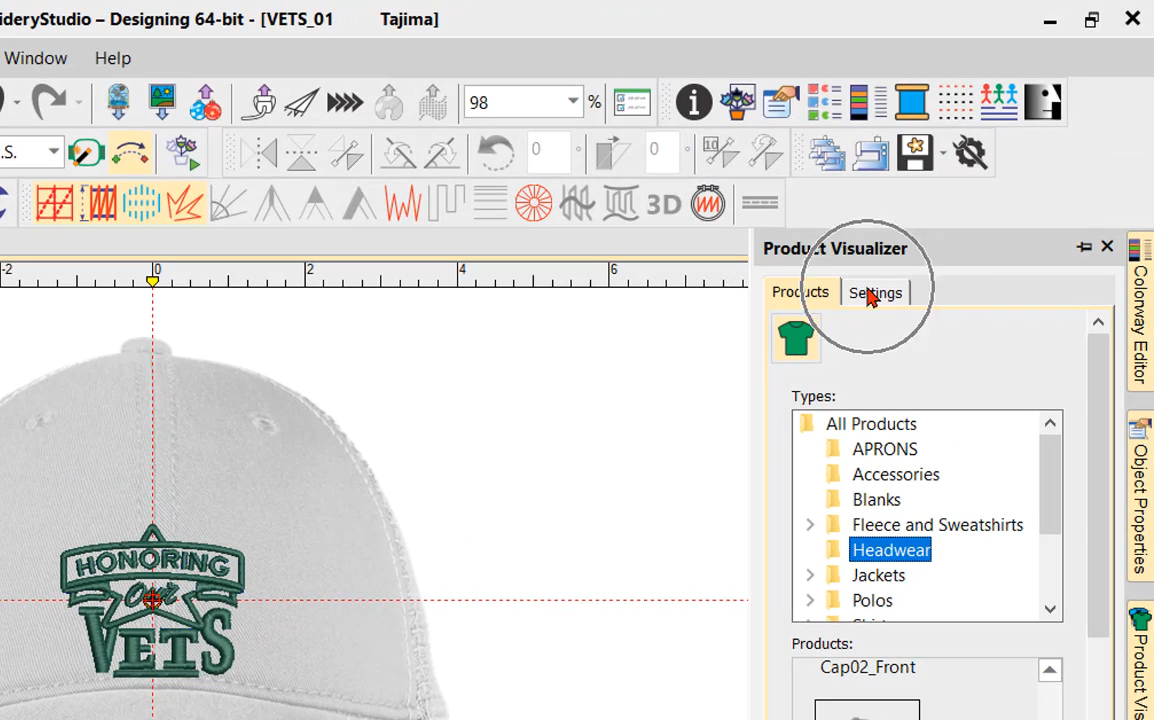 ideryStudio – Designing 64-bit - [VETS_01 Tajima]
Window Help
98 %
.S. 0 ° 0 °
3D
Product Visualizer
-2 0 2 4 6
Products Settings
Types:
All Products
APRONS
Accessories
Blanks
Fleece and Sweatshirts
Headwear
Jackets
Polos
Products:
Cap02_Front
HONORING
Our
VETS
Colorway Editor
Object Properties
Product Vis